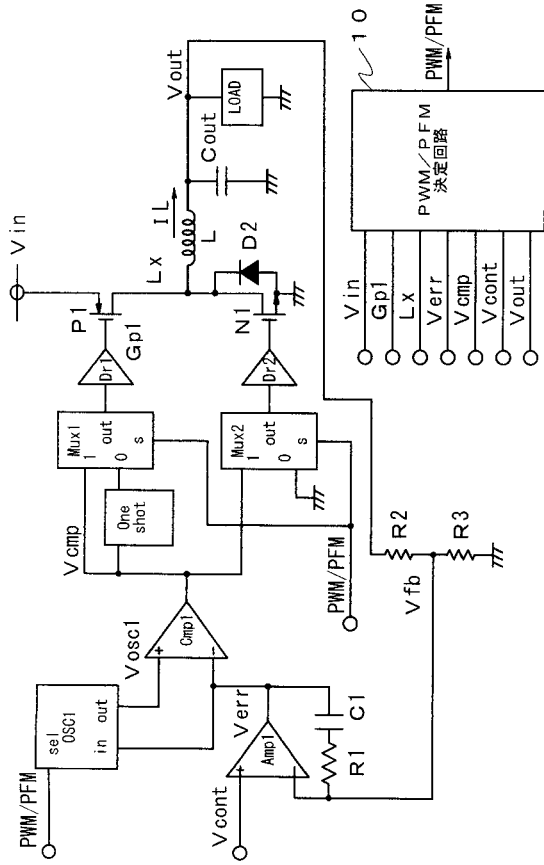 PWM/PFM
sel
OSC1
in
out
Vosc1
Vcont
+
-
Amp1
Verr
R1
C1
+
-
Cmp1
Vcmp
One
shot
Mux1
1
0
out
s
Mux2
1
0
out
s
PWM/PFM
Dr1
Gp1
P1
Vin
Dr2
N1
D2
Lx
L
IL
Cout
Vout
LOAD
Vfb
R2
R3
Vin
Gp1
Lx
Verr
Vcmp
Vcont
Vout
PWM/PFM
決定回路
10
PWM/PFM